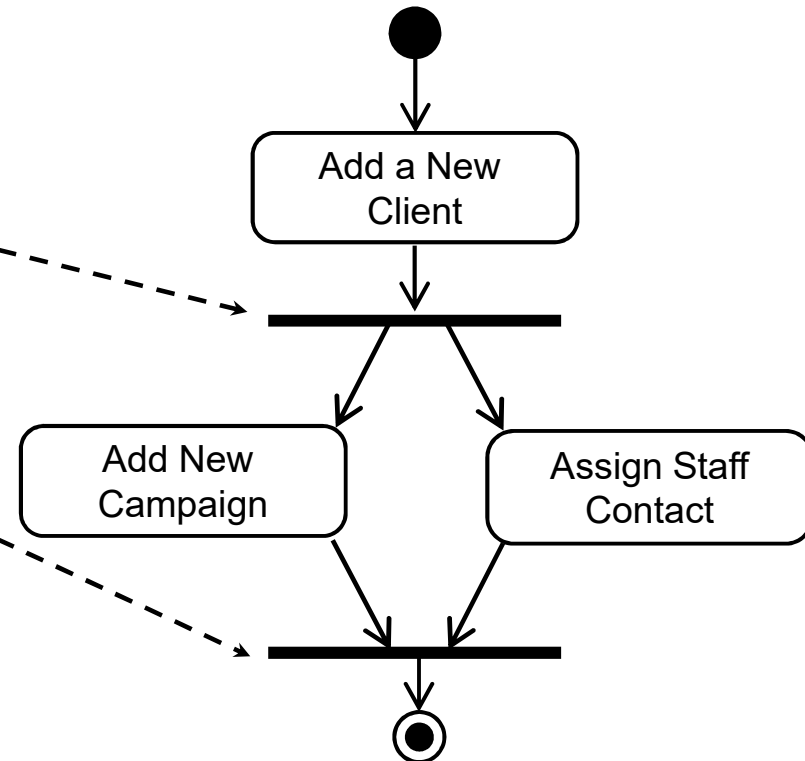 Add a New
Client
Add New
Campaign
Assign Staff
Contact